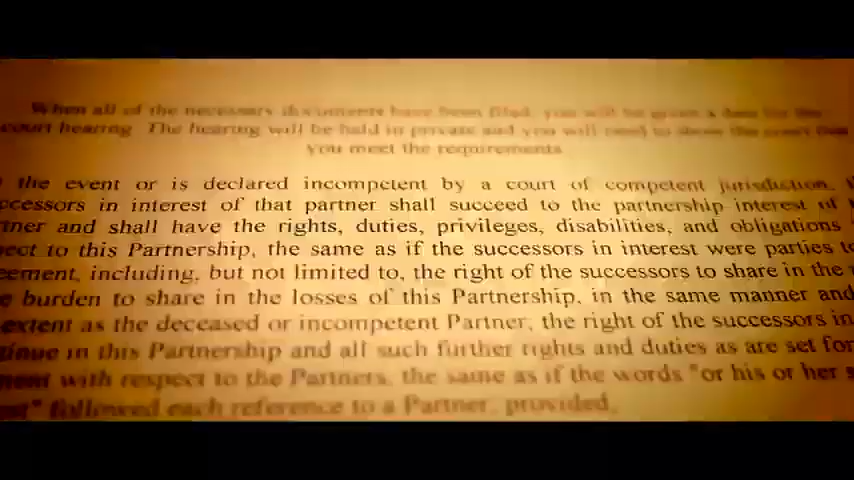 When all of the necessary documents have been filed, you will be given a date for the
court hearing. The hearing will be held in private and you will need to show the court that
you meet the requirements
the event or is declared incompetent by a court of competent jurisdiction,
ccessors in interest of that partner shall succeed to the partnership interest of
tner and shall have the rights, duties, privileges, disabilities, and obligations
pect to this Partnership, the same as if the successors in interest were parties to
eement, including, but not limited to, the right of the successors to share in the
e burden to share in the losses of this Partnership, in the same manner and
extent as the deceased or incompetent Partner, the right of the successors in
tinue in this Partnership and all such further rights and duties as are set for
ment with respect to the Partners, the same as if the words "or his or her s
est" followed each reference to a Partner, provided,